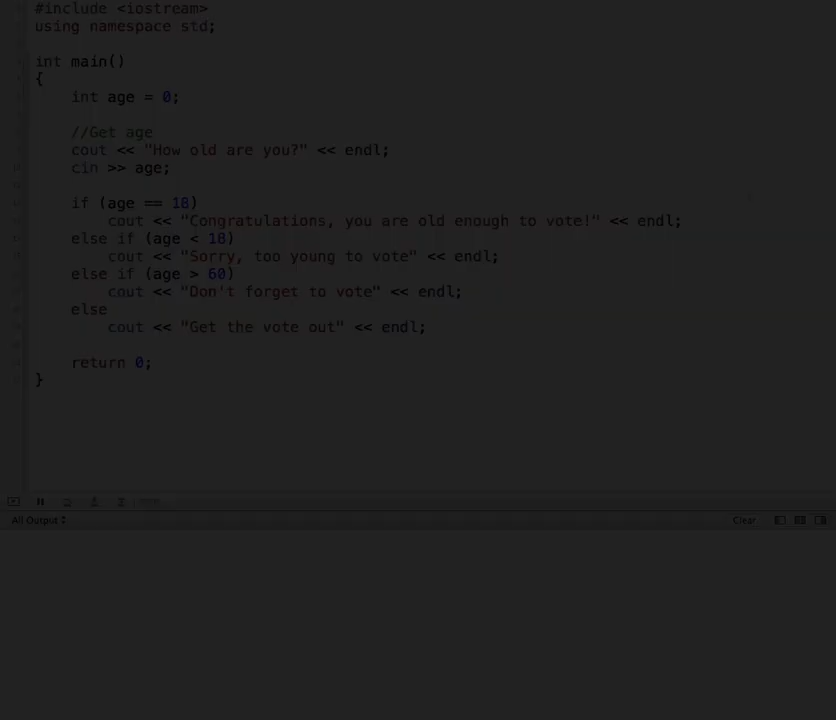 #include <iostream>
using namespace std;
int main()
{
int age = 0;
//Get age
cout << "How old are you?" << endl;
cin >> age;
if (age == 18)
cout << "Congratulations, you are old enough to vote!" << endl;
else if (age < 18)
cout << "Sorry, too young to vote" << endl;
else if (age > 60)
cout << "Don't forget to vote" << endl;
else
cout << "Get the vote out" << endl;
return 0;
}
All Output
Clear